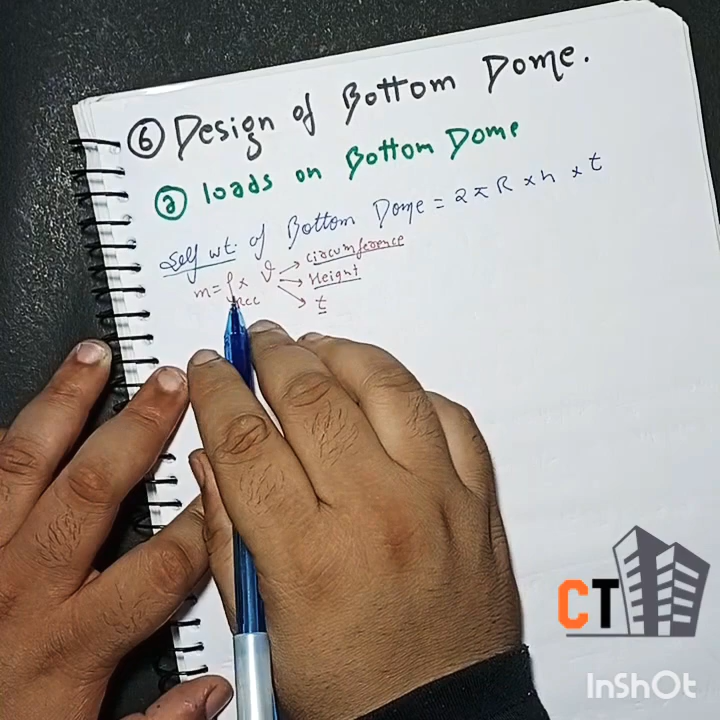 ⑥ Design of Bottom Dome.
ⓐ loads on Bottom Dome
Self wt. of Bottom Dome = 2πR × h × t
m = ρ × V → circumference
RCC → Height
→ t
CT
InShOt